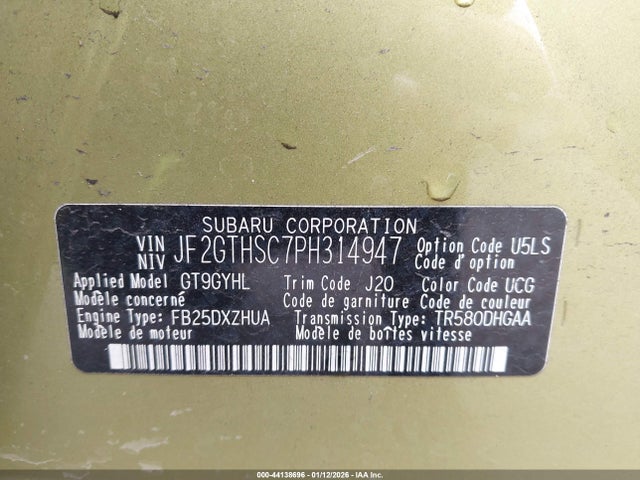 SUBARU CORPORATION
VIN NIV JF2GTHSC7PH314947 Option Code U5LS
Code d'option
Applied Model GT9GYHL Trim Code J20 Color Code UCG
Modèle concerné Code de garniture Code de couleur
Engine Type: FB25DXZHUA Transmission Type: TR580DHGAA
Modèle de moteur Modèle de boîtes vitesse
000-44138696 - 01/12/2026 - IAA Inc.